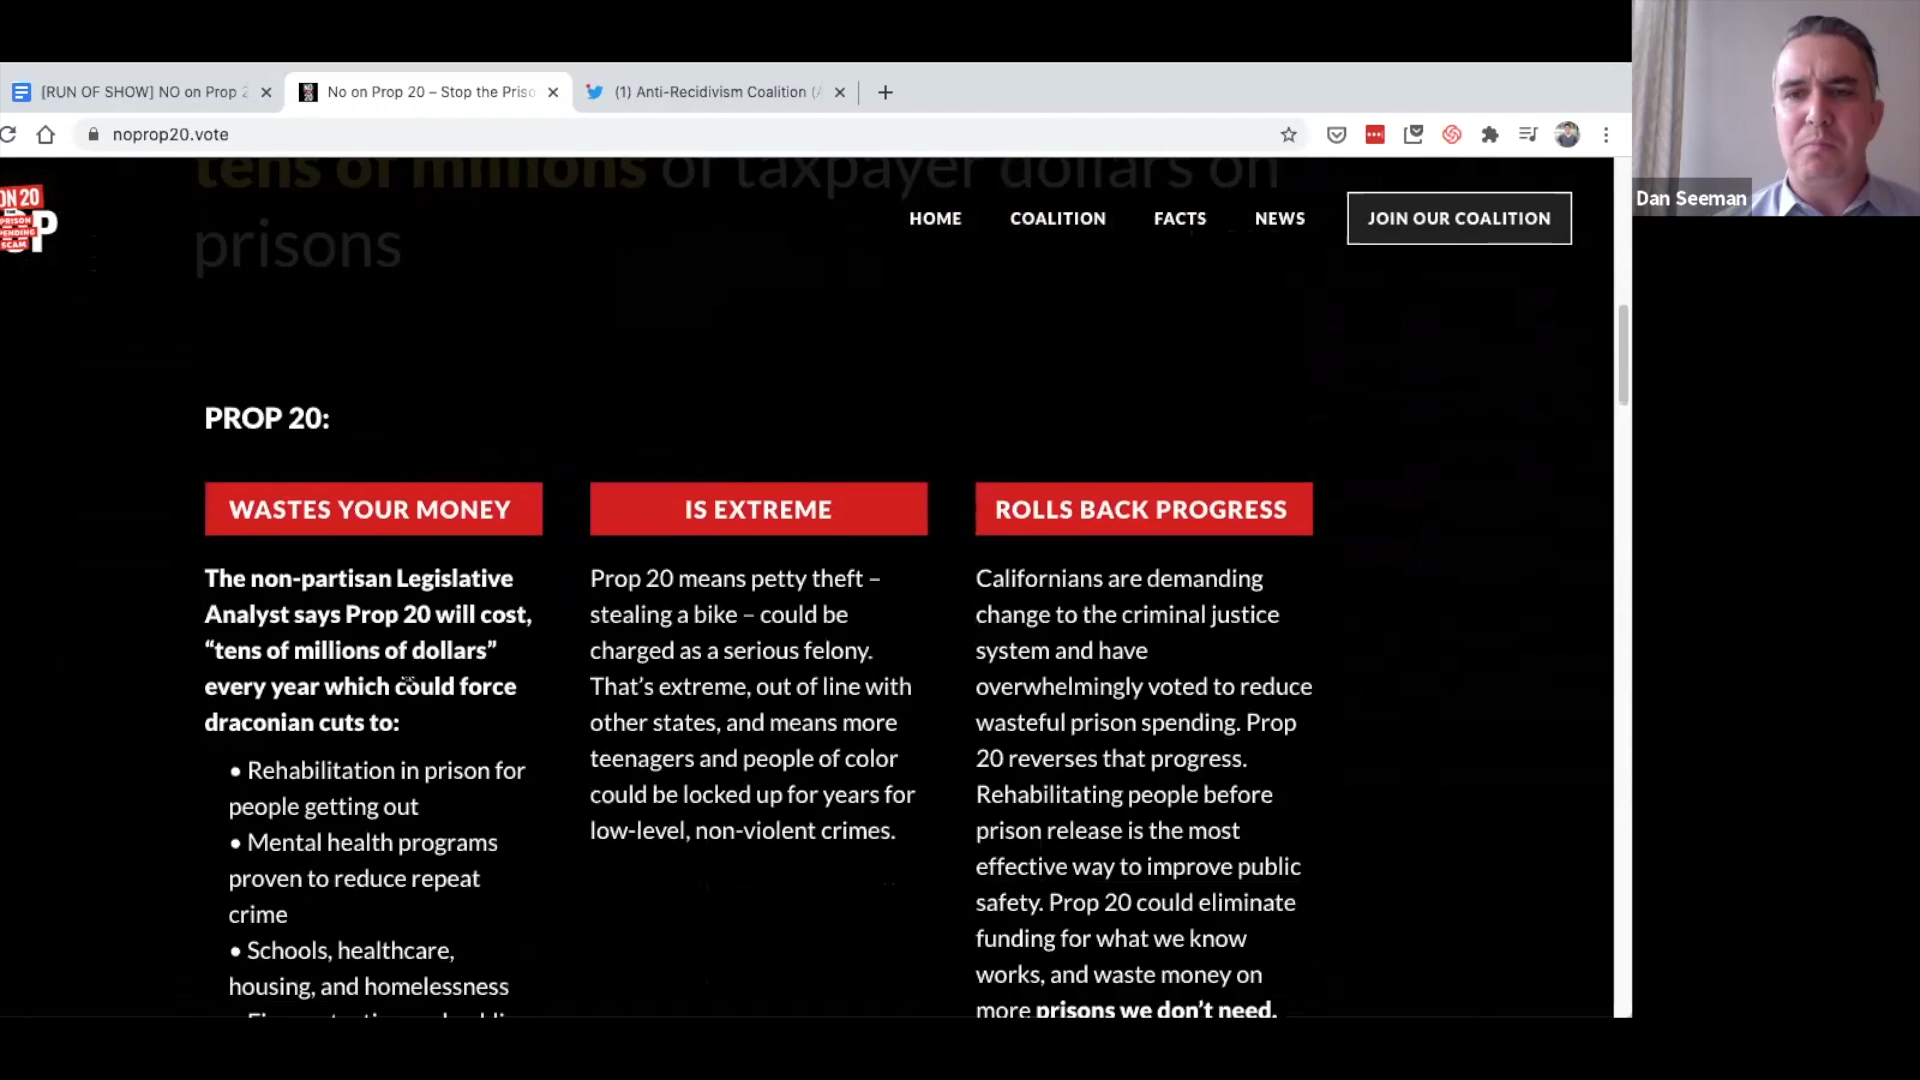 [RUN OF SHOW] NO on Prop 2
No on Prop 20 – Stop the Priso
(1) Anti-Recidivism Coalition (
noprop20.vote
tens of millions of taxpayer dollars on
prisons
ON 20
PRISON
SPENDING
SCAM
HOME
COALITION
FACTS
NEWS
JOIN OUR COALITION
Dan Seeman
PROP 20:
WASTES YOUR MONEY
The non-partisan Legislative
Analyst says Prop 20 will cost,
“tens of millions of dollars”
every year which could force
draconian cuts to:
• Rehabilitation in prison for
people getting out
• Mental health programs
proven to reduce repeat
crime
• Schools, healthcare,
housing, and homelessness
IS EXTREME
Prop 20 means petty theft –
stealing a bike – could be
charged as a serious felony.
That’s extreme, out of line with
other states, and means more
teenagers and people of color
could be locked up for years for
low-level, non-violent crimes.
ROLLS BACK PROGRESS
Californians are demanding
change to the criminal justice
system and have
overwhelmingly voted to reduce
wasteful prison spending. Prop
20 reverses that progress.
Rehabilitating people before
prison release is the most
effective way to improve public
safety. Prop 20 could eliminate
funding for what we know
works, and waste money on
more prisons we don’t need.